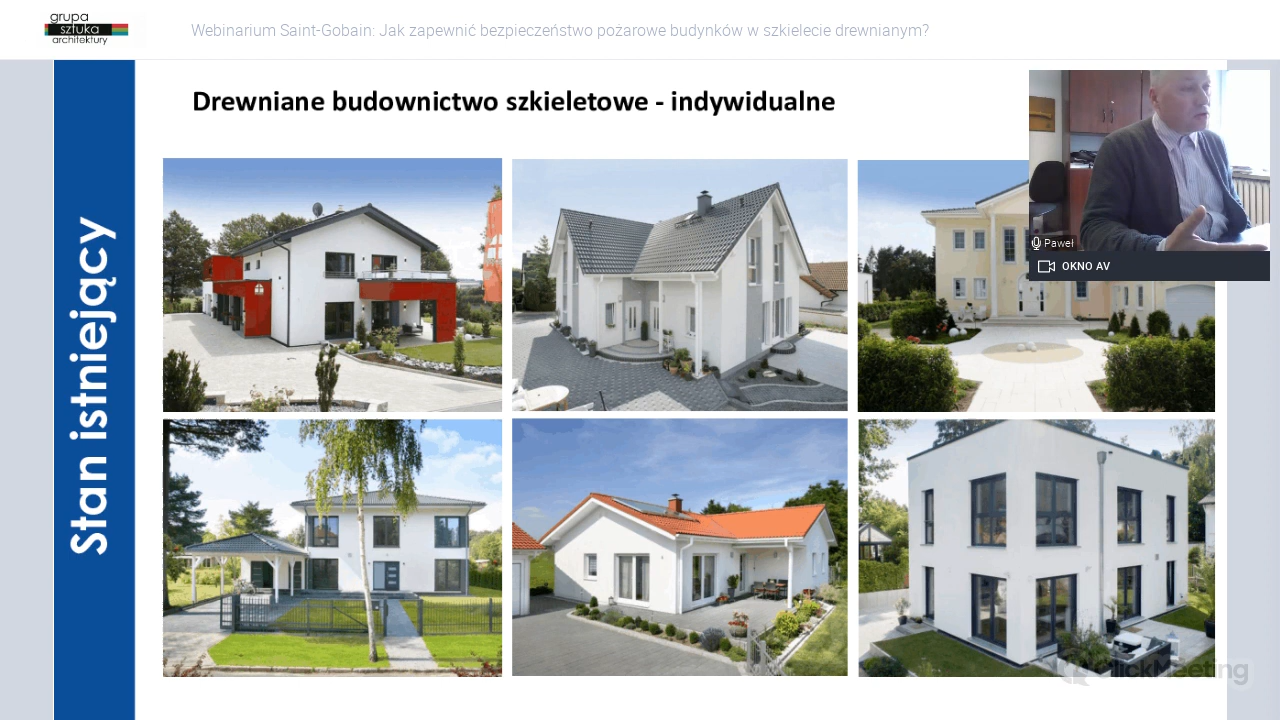 grupa
sztuka
architektury
Webinarium Saint-Gobain: Jak zapewnić bezpieczeństwo pożarowe budynków w szkielecie drewnianym?
Drewniane budownictwo szkieletowe - indywidualne
Stan istniejący
Paweł
OKNO AV
ClickMeeting